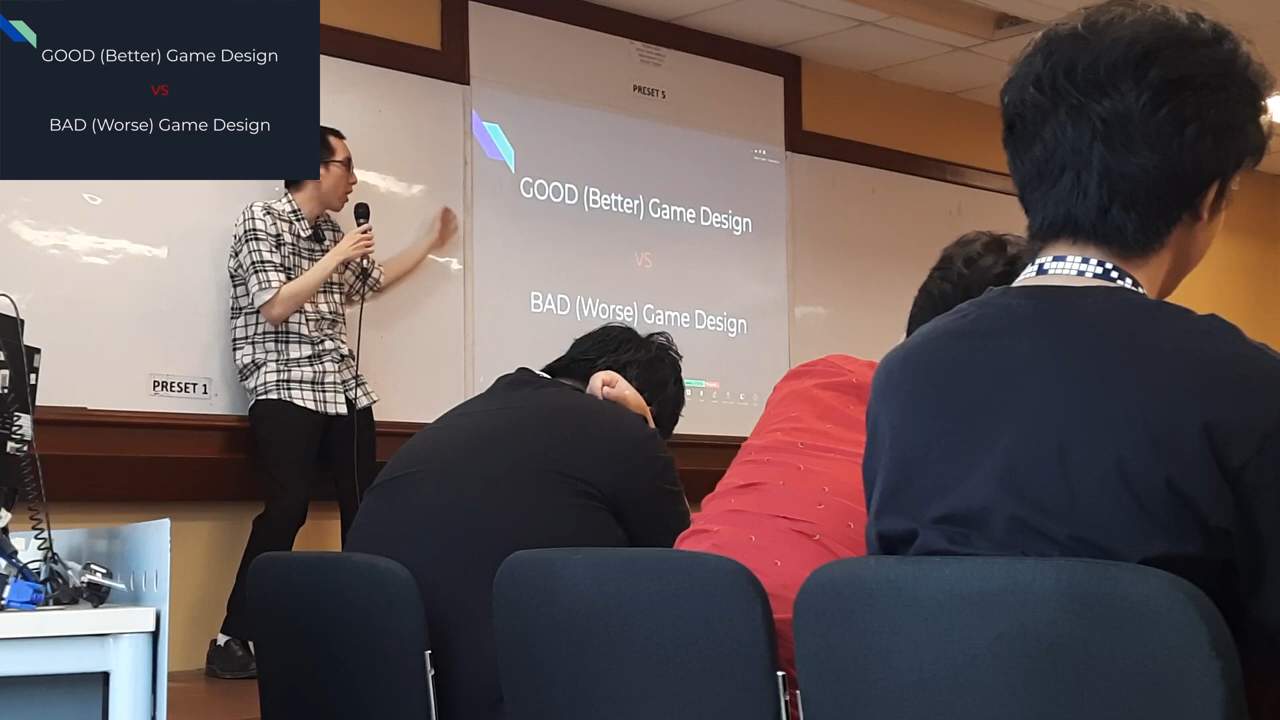 GOOD (Better) Game Design
VS
BAD (Worse) Game Design
PRESET 5
GOOD (Better) Game Design
VS
BAD (Worse) Game Design
PRESET 1